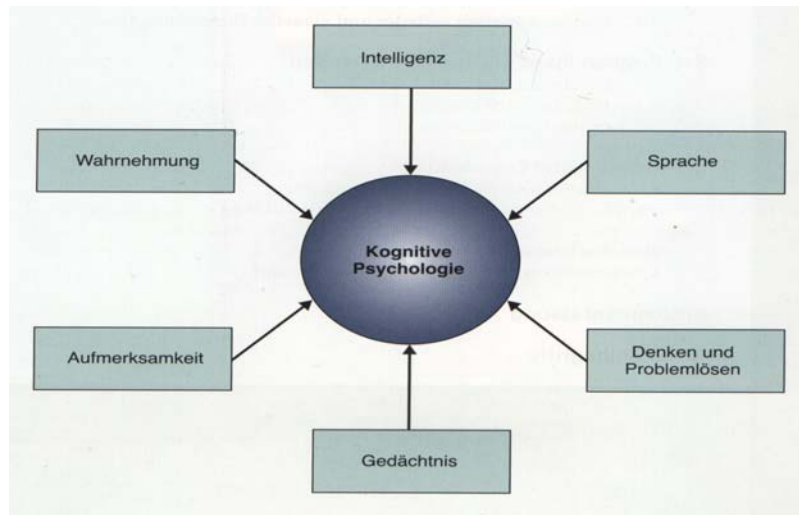 Intelligenz
Wahrnehmung
Sprache
Kognitive
Psychologie
Aufmerksamkeit
Denken und
Problemlösen
Gedächtnis